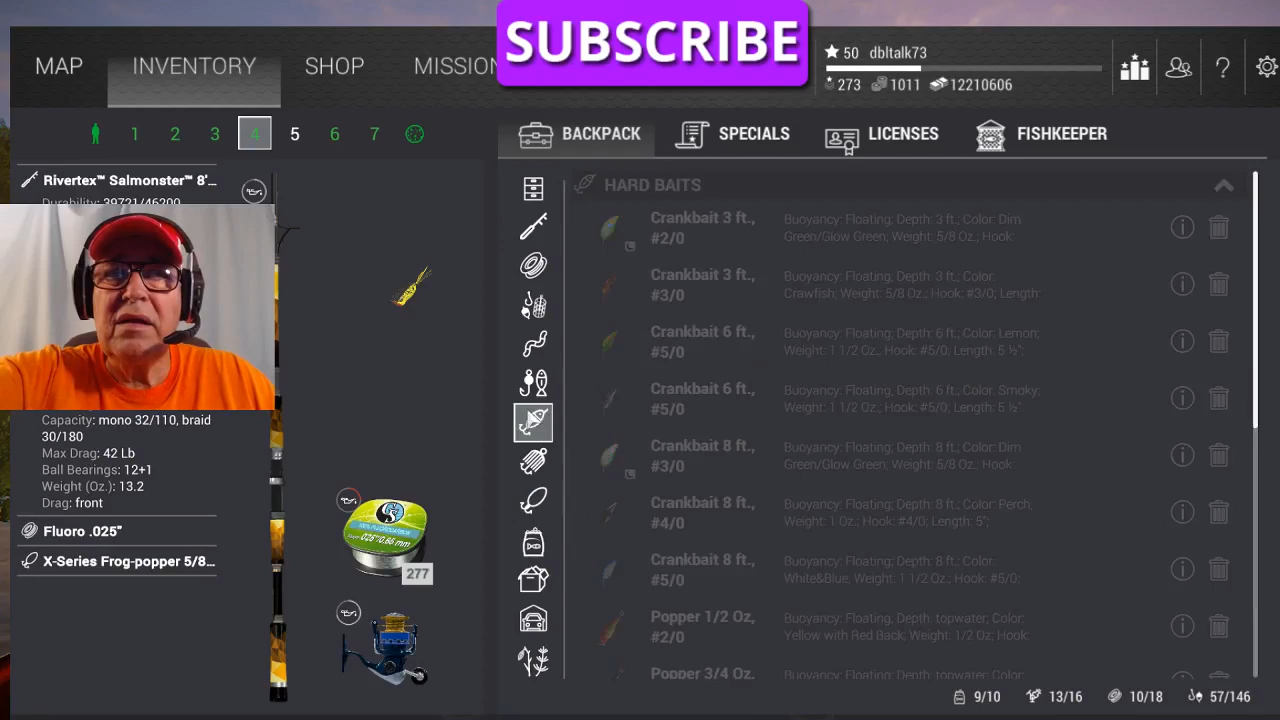 SUBSCRIBE
MAP
INVENTORY
SHOP
MISSION
50 dbltalk73
273
1011
12210606
?
1
2
3
4
5
6
7
BACKPACK
SPECIALS
LICENSES
FISHKEEPER
Rivertex™ Salmonster™ 8'...
Durability: 39721/46200
Capacity: mono 32/110, braid
30/180
Max Drag: 42 Lb
Ball Bearings: 12+1
Weight (Oz.): 13.2
Drag: front
Fluoro .025"
X-Series Frog-popper 5/8...
277
HARD BAITS
Crankbait 3 ft.,
#2/0
Buoyancy: Floating; Depth: 3 ft.; Color: Dim
Green/Glow Green; Weight: 5/8 Oz.; Hook:
Crankbait 3 ft.,
#3/0
Buoyancy: Floating; Depth: 3 ft.; Color:
Crawfish; Weight: 5/8 Oz.; Hook: #3/0; Length:
Crankbait 6 ft.,
#5/0
Buoyancy: Floating; Depth: 6 ft.; Color: Lemon;
Weight: 1 1/2 Oz.; Hook: #5/0; Length: 5 ½";
Crankbait 6 ft.,
#5/0
Buoyancy: Floating; Depth: 6 ft.; Color: Smoky;
Weight: 1 1/2 Oz.; Hook: #5/0; Length: 5 ½";
Crankbait 8 ft.,
#3/0
Buoyancy: Floating; Depth: 8 ft.; Color: Dim
Green/Glow Green; Weight: 5/8 Oz.; Hook:
Crankbait 8 ft.,
#4/0
Buoyancy: Floating; Depth: 8 ft.; Color: Perch;
Weight: 1 Oz.; Hook: #4/0; Length: 5";
Crankbait 8 ft.,
#5/0
Buoyancy: Floating; Depth: 8 ft.; Color:
White&Blue; Weight: 1 1/2 Oz.; Hook: #5/0;
Popper 1/2 Oz,
#2/0
Buoyancy: Floating; Depth: topwater; Color:
Yellow with Red Back; Weight: 1/2 Oz; Hook:
Popper 3/4 Oz.
Buoyancy: Floating; Depth: topwater; Color:
9/10
13/16
10/18
57/146